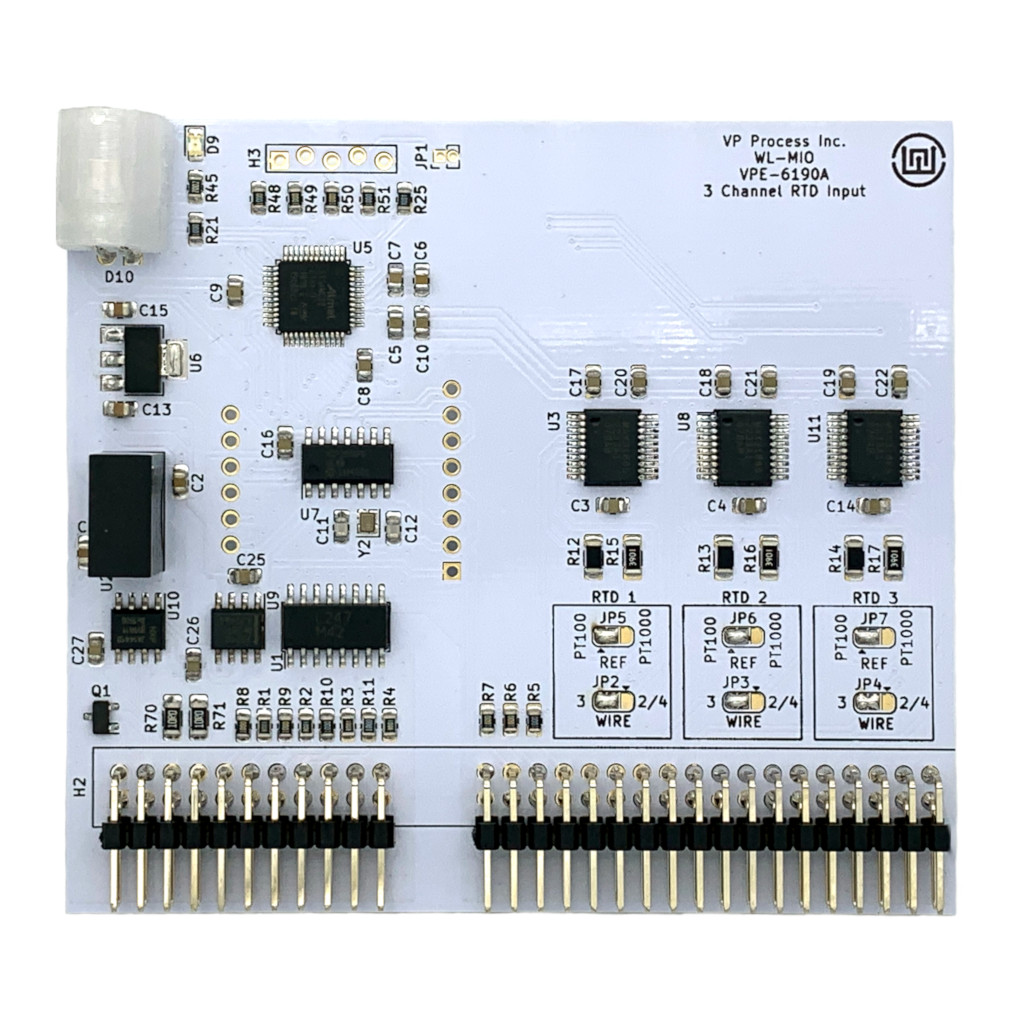 VP Process Inc.
WL-MIO
VPE-6190A
3 Channel RTD Input
D9
H3
JP1
R45
R48
R49
R50
R51
R25
R21
D10
U5
C7
C6
C9
C15
C5
C10
U6
C8
C13
C17
C20
C18
C21
C19
C22
U3
U8
U11
C16
C2
C
U7
C11
Y2
C12
C3
C4
C14
R12
R15
3901
R13
R16
3901
R14
R17
3901
C25
U2
U10
U9
C27
C26
U1
RTD 1
RTD 2
RTD 3
PT100
JP5
REF
PT1000
PT100
JP6
REF
PT1000
PT100
JP7
REF
PT1000
JP2
3
2/4
WIRE
JP3
3
2/4
WIRE
JP4
3
2/4
WIRE
Q1
R70
R71
R8
R1
R9
R2
R10
R3
R11
R4
R7
R6
R5
H2